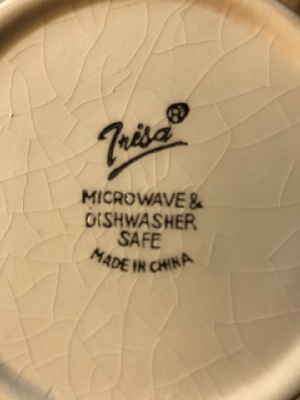 Trisa®
MICROWAVE &
DISHWASHER
SAFE
MADE IN CHINA